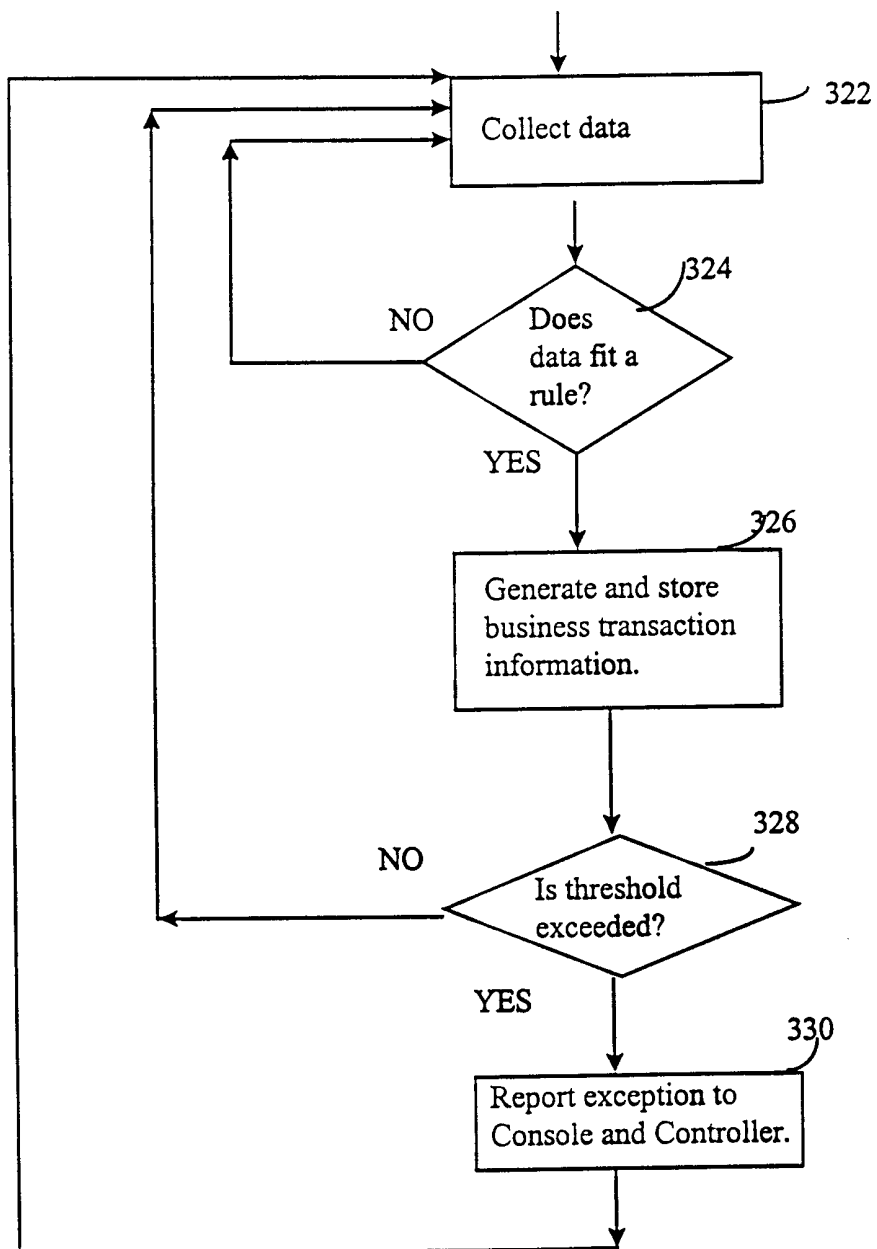 322
Collect data
324
NO
Does
data fit a
rule?
YES
326
Generate and store
business transaction
information.
328
NO
Is threshold
exceeded?
YES
330
Report exception to
Console and Controller.